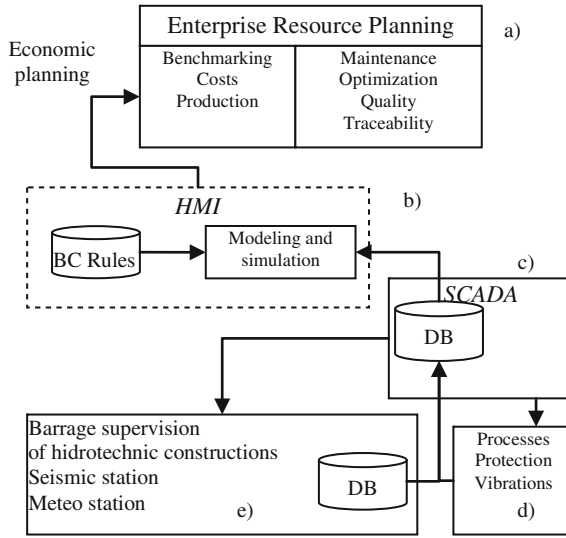 Enterprise Resource Planning
a)
Economic
planning
Benchmarking
Costs
Production
Maintenance
Optimization
Quality
Traceability
HMI
b)
BC Rules
Modeling and
simulation
c)
SCADA
DB
Barrage supervision
of hidrotechnic constructions
Seismic station
Meteo station
e)
DB
Processes
Protection
Vibrations
d)